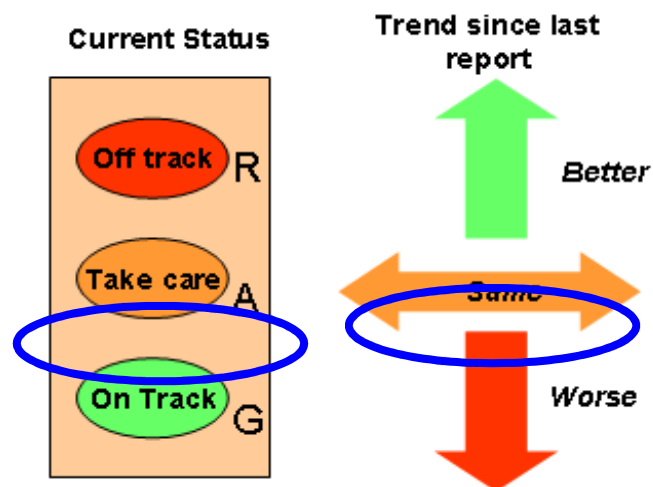 Current Status
Trend since last
report
Off track
R
Better
Take care
A
Same
On Track
G
Worse